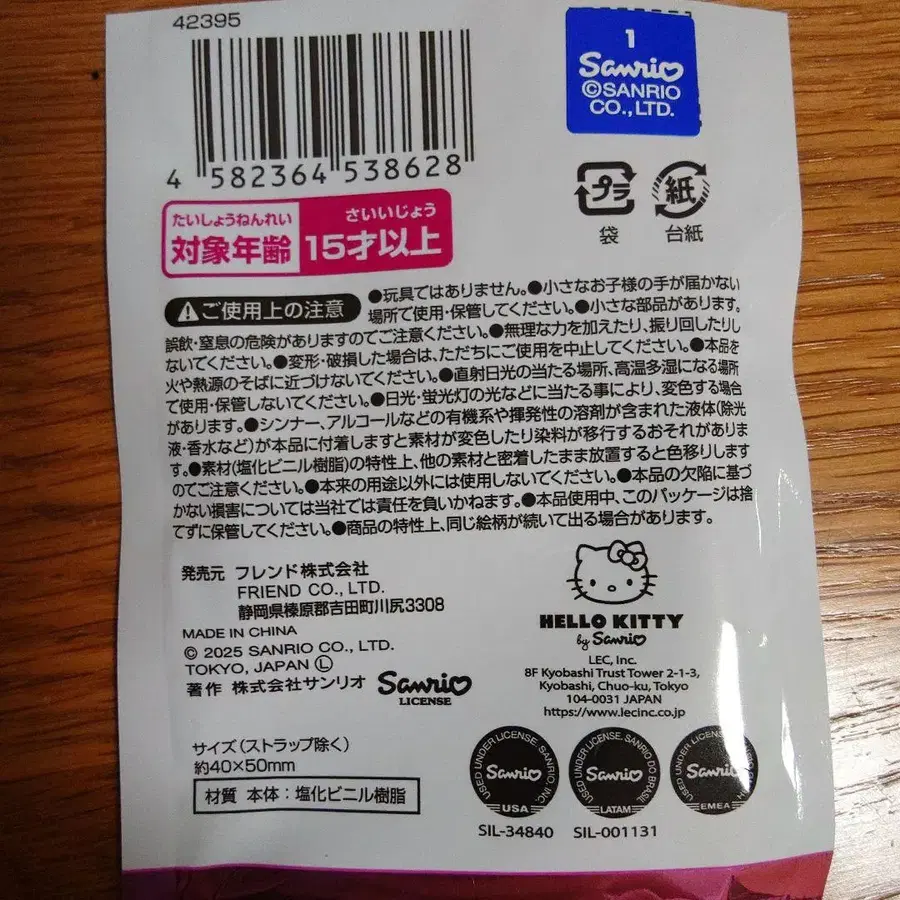 42395
4 582364 538628
1
Sanrio
©SANRIO
CO.,LTD.
プラ
袋
紙
台紙
たいしょうねんれい
対象年齢
さいいじょう
15才以上
ご使用上の注意
●玩具ではありません。●小さなお子様の手が届かない
場所で使用・保管してください。●小さな部品があります。
誤飲・窒息の危険がありますのでご注意ください。●無理な力を加えたり、振り回したりし
ないでください。●変形・破損した場合は、ただちにご使用を中止してください。●本品を
火や熱源のそばに近づけないでください。●直射日光の当たる場所、高温多湿になる場所
で使用・保管しないでください。●日光・蛍光灯の光などに当たる事により、変色する場合
があります。●シンナー、アルコールなどの有機系や揮発性の溶剤が含まれた液体(除光
液・香水など)が本品に付着しますと素材が変色したり染料が移行するおそれがありま
す。●素材(塩化ビニル樹脂)の特性上、他の素材と密着したまま放置すると色移りします
のでご注意ください。●本来の用途以外には使用しないでください。●本品の欠陥に基づ
かない損害については当社では責任を負いかねます。●本品使用中、このパッケージは捨
てずに保管してください。●商品の特性上、同じ絵柄が続いて出る場合があります。
発売元 フレンド株式会社
FRIEND CO., LTD.
静岡県榛原郡吉田町川尻3308
MADE IN CHINA
© 2025 SANRIO CO., LTD.
TOKYO, JAPAN Ⓛ
著作 株式会社サンリオ
Sanrio
LICENSE
HELLO KITTY
by Sanrio
LEC, Inc.
8F Kyobashi Trust Tower 2-1-3,
Kyobashi, Chuo-ku, Tokyo
104-0031 JAPAN
https://www.lecinc.co.jp
サイズ(ストラップ除く)
約40×50mm
材質 本体:塩化ビニル樹脂
USED UNDER LICENSE. SANRIO INC.
Sanrio
USA
SIL-34840
USED UNDER LICENSE. SANRIO DO BRASIL
Sanrio
LATAM
SIL-001131
USED UNDER LICENSE.
Sanrio
EMEA